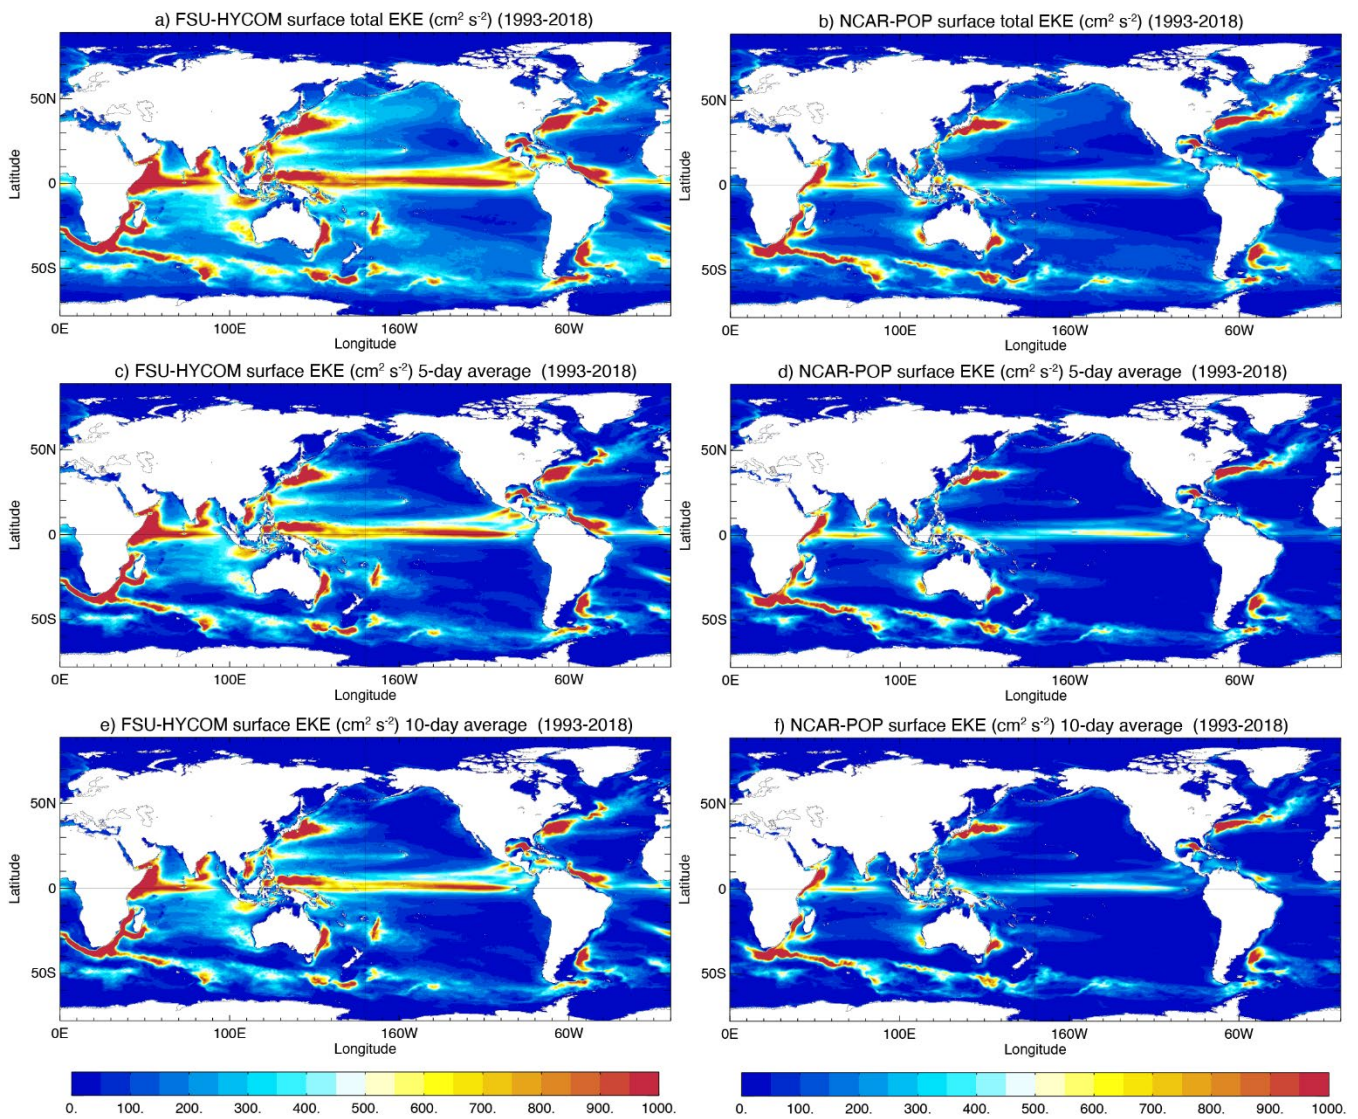 a) FSU-HYCOM surface total EKE (cm² s⁻²) (1993-2018)
50N
0
50S
Latitude
0E 100E 160W 60W
Longitude
b) NCAR-POP surface total EKE (cm² s⁻²) (1993-2018)
50N
0
50S
Latitude
0E 100E 160W 60W
Longitude
c) FSU-HYCOM surface EKE (cm² s⁻²) 5-day average (1993-2018)
50N
0
50S
Latitude
0E 100E 160W 60W
Longitude
d) NCAR-POP surface EKE (cm² s⁻²) 5-day average (1993-2018)
50N
0
50S
Latitude
0E 100E 160W 60W
Longitude
e) FSU-HYCOM surface EKE (cm² s⁻²) 10-day average (1993-2018)
50N
0
50S
Latitude
0E 100E 160W 60W
Longitude
f) NCAR-POP surface EKE (cm² s⁻²) 10-day average (1993-2018)
50N
0
50S
Latitude
0E 100E 160W 60W
Longitude
0. 100. 200. 300. 400. 500. 600. 700. 800. 900. 1000.
0. 100. 200. 300. 400. 500. 600. 700. 800. 900. 1000.